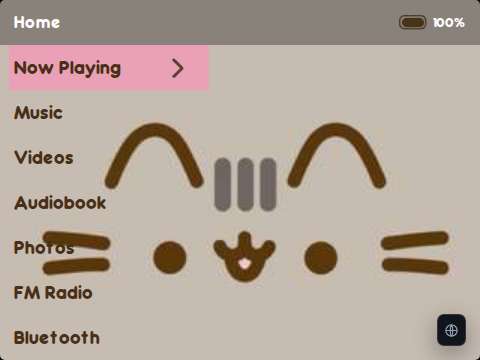 Home
100%
Now Playing
Music
Videos
Audiobook
Photos
FM Radio
Bluetooth